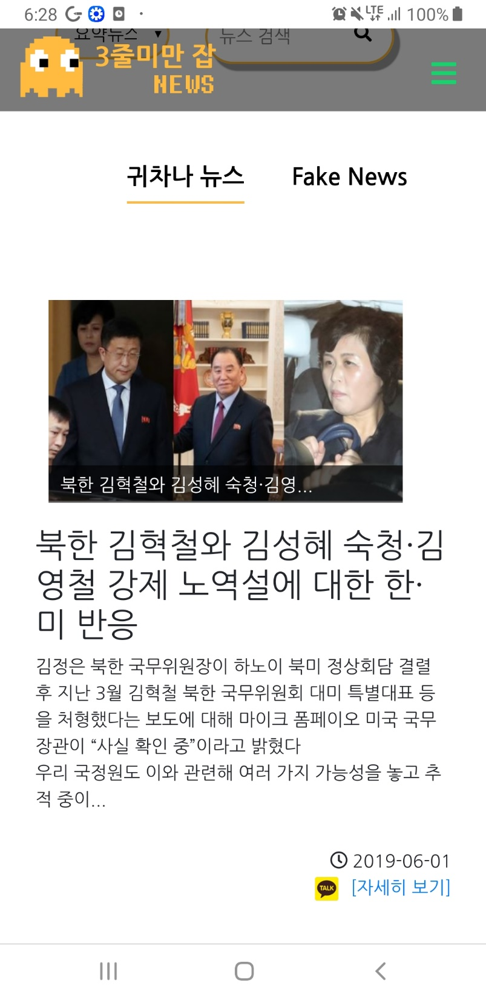 6:28
LTE
100%
요약뉴스 ▼
뉴스 검색
3줄미만 잡
NEWS
귀차나 뉴스
Fake News
북한 김혁철와 김성혜 숙청·김영...
북한 김혁철와 김성혜 숙청·김
영철 강제 노역설에 대한 한·
미 반응
김정은 북한 국무위원장이 하노이 북미 정상회담 결렬
후 지난 3월 김혁철 북한 국무위원회 대미 특별대표 등
을 처형했다는 보도에 대해 마이크 폼페이오 미국 국무
장관이 “사실 확인 중”이라고 밝혔다
우리 국정원도 이와 관련해 여러 가지 가능성을 놓고 추
적 중이...
2019-06-01
TALK
[자세히 보기]